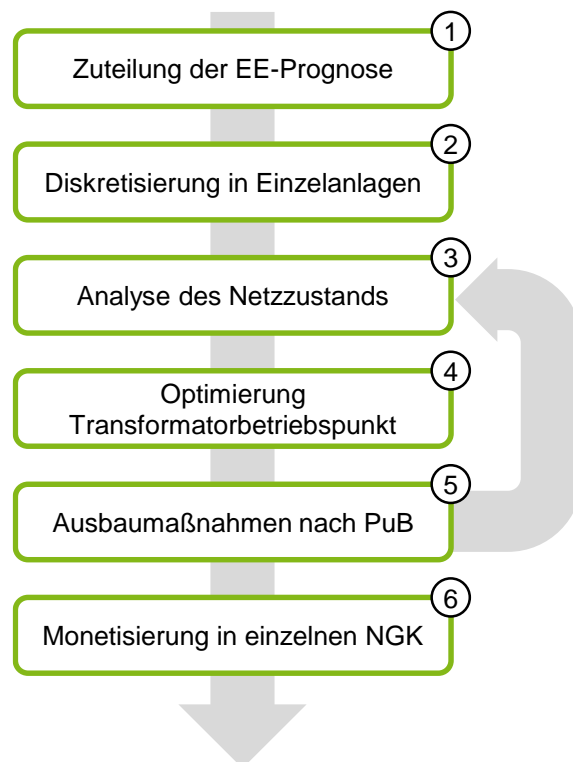 1
Zuteilung der EE-Prognose
2
Diskretisierung in Einzelanlagen
3
Analyse des Netzzustands
4
Optimierung
Transformatorbetriebspunkt
5
Ausbaumaßnahmen nach PuB
6
Monetisierung in einzelnen NGK